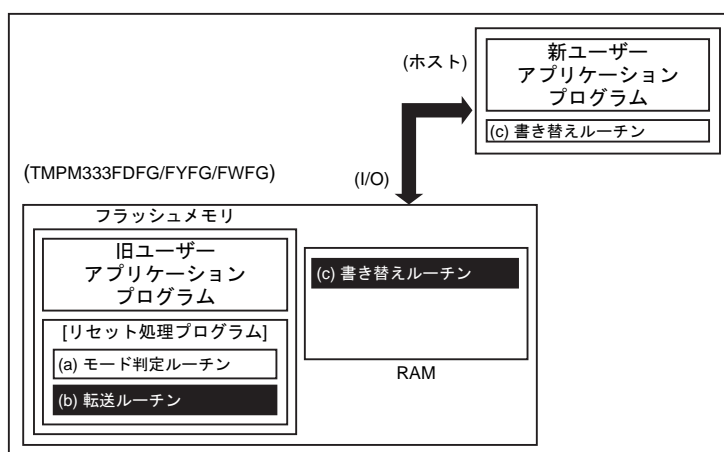 (ホスト)
新ユーザー
アプリケーション
プログラム
(c) 書き替えルーチン
(TMPM333FDFG/FYFG/FWFG)
(I/O)
フラッシュメモリ
旧ユーザー
アプリケーション
プログラム
[リセット処理プログラム]
(a) モード判定ルーチン
(b) 転送ルーチン
(c) 書き替えルーチン
RAM